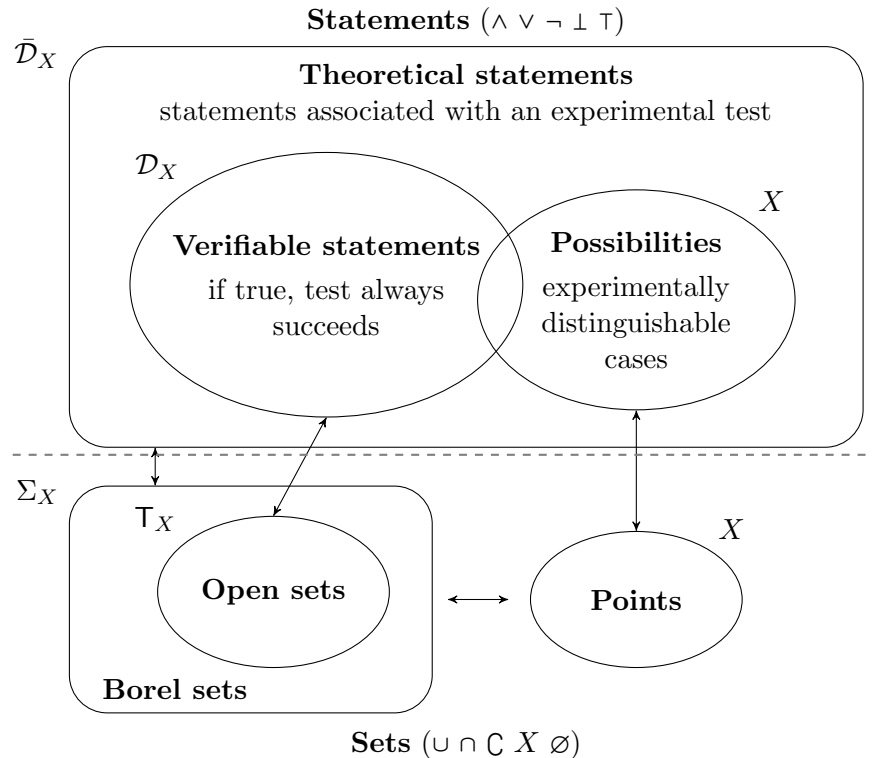 Statements (∧ ∨ ¬ ⊥ ⊤)
𝒟̄_X
Theoretical statements
statements associated with an experimental test
𝒟_X
X
Verifiable statements
if true, test always
succeeds
Possibilities
experimentally
distinguishable
cases
Σ_X
T_X
X
Open sets
Points
Borel sets
Sets (∪ ∩ ∁ X ∅)